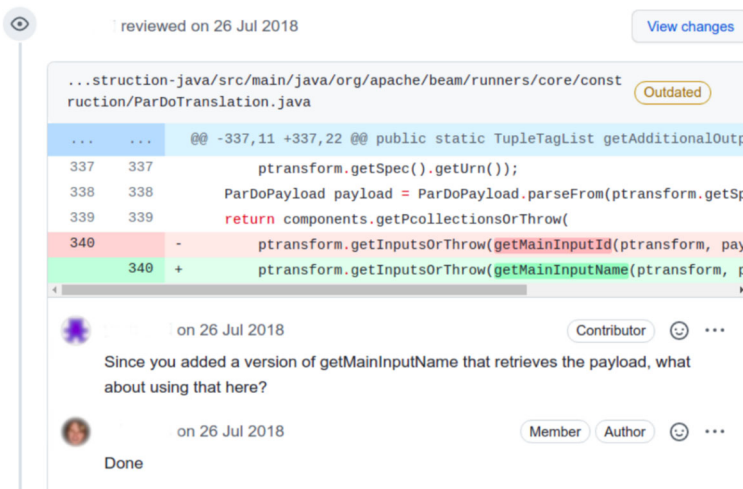 reviewed on 26 Jul 2018
View changes
...struction-java/src/main/java/org/apache/beam/runners/core/const
ruction/ParDoTranslation.java
Outdated
... ... @@ -337,11 +337,22 @@ public static TupleTagList getAdditionalOutp
337 337 ptransform.getSpec().getUrn());
338 338 ParDoPayload payload = ParDoPayload.parseFrom(ptransform.getSp
339 339 return components.getPcollectionsOrThrow(
340 - ptransform.getInputsOrThrow(getMainInputId(ptransform, pay
340 + ptransform.getInputsOrThrow(getMainInputName(ptransform, p
on 26 Jul 2018
Contributor
...
Since you added a version of getMainInputName that retrieves the payload, what
about using that here?
on 26 Jul 2018
Member
Author
...
Done